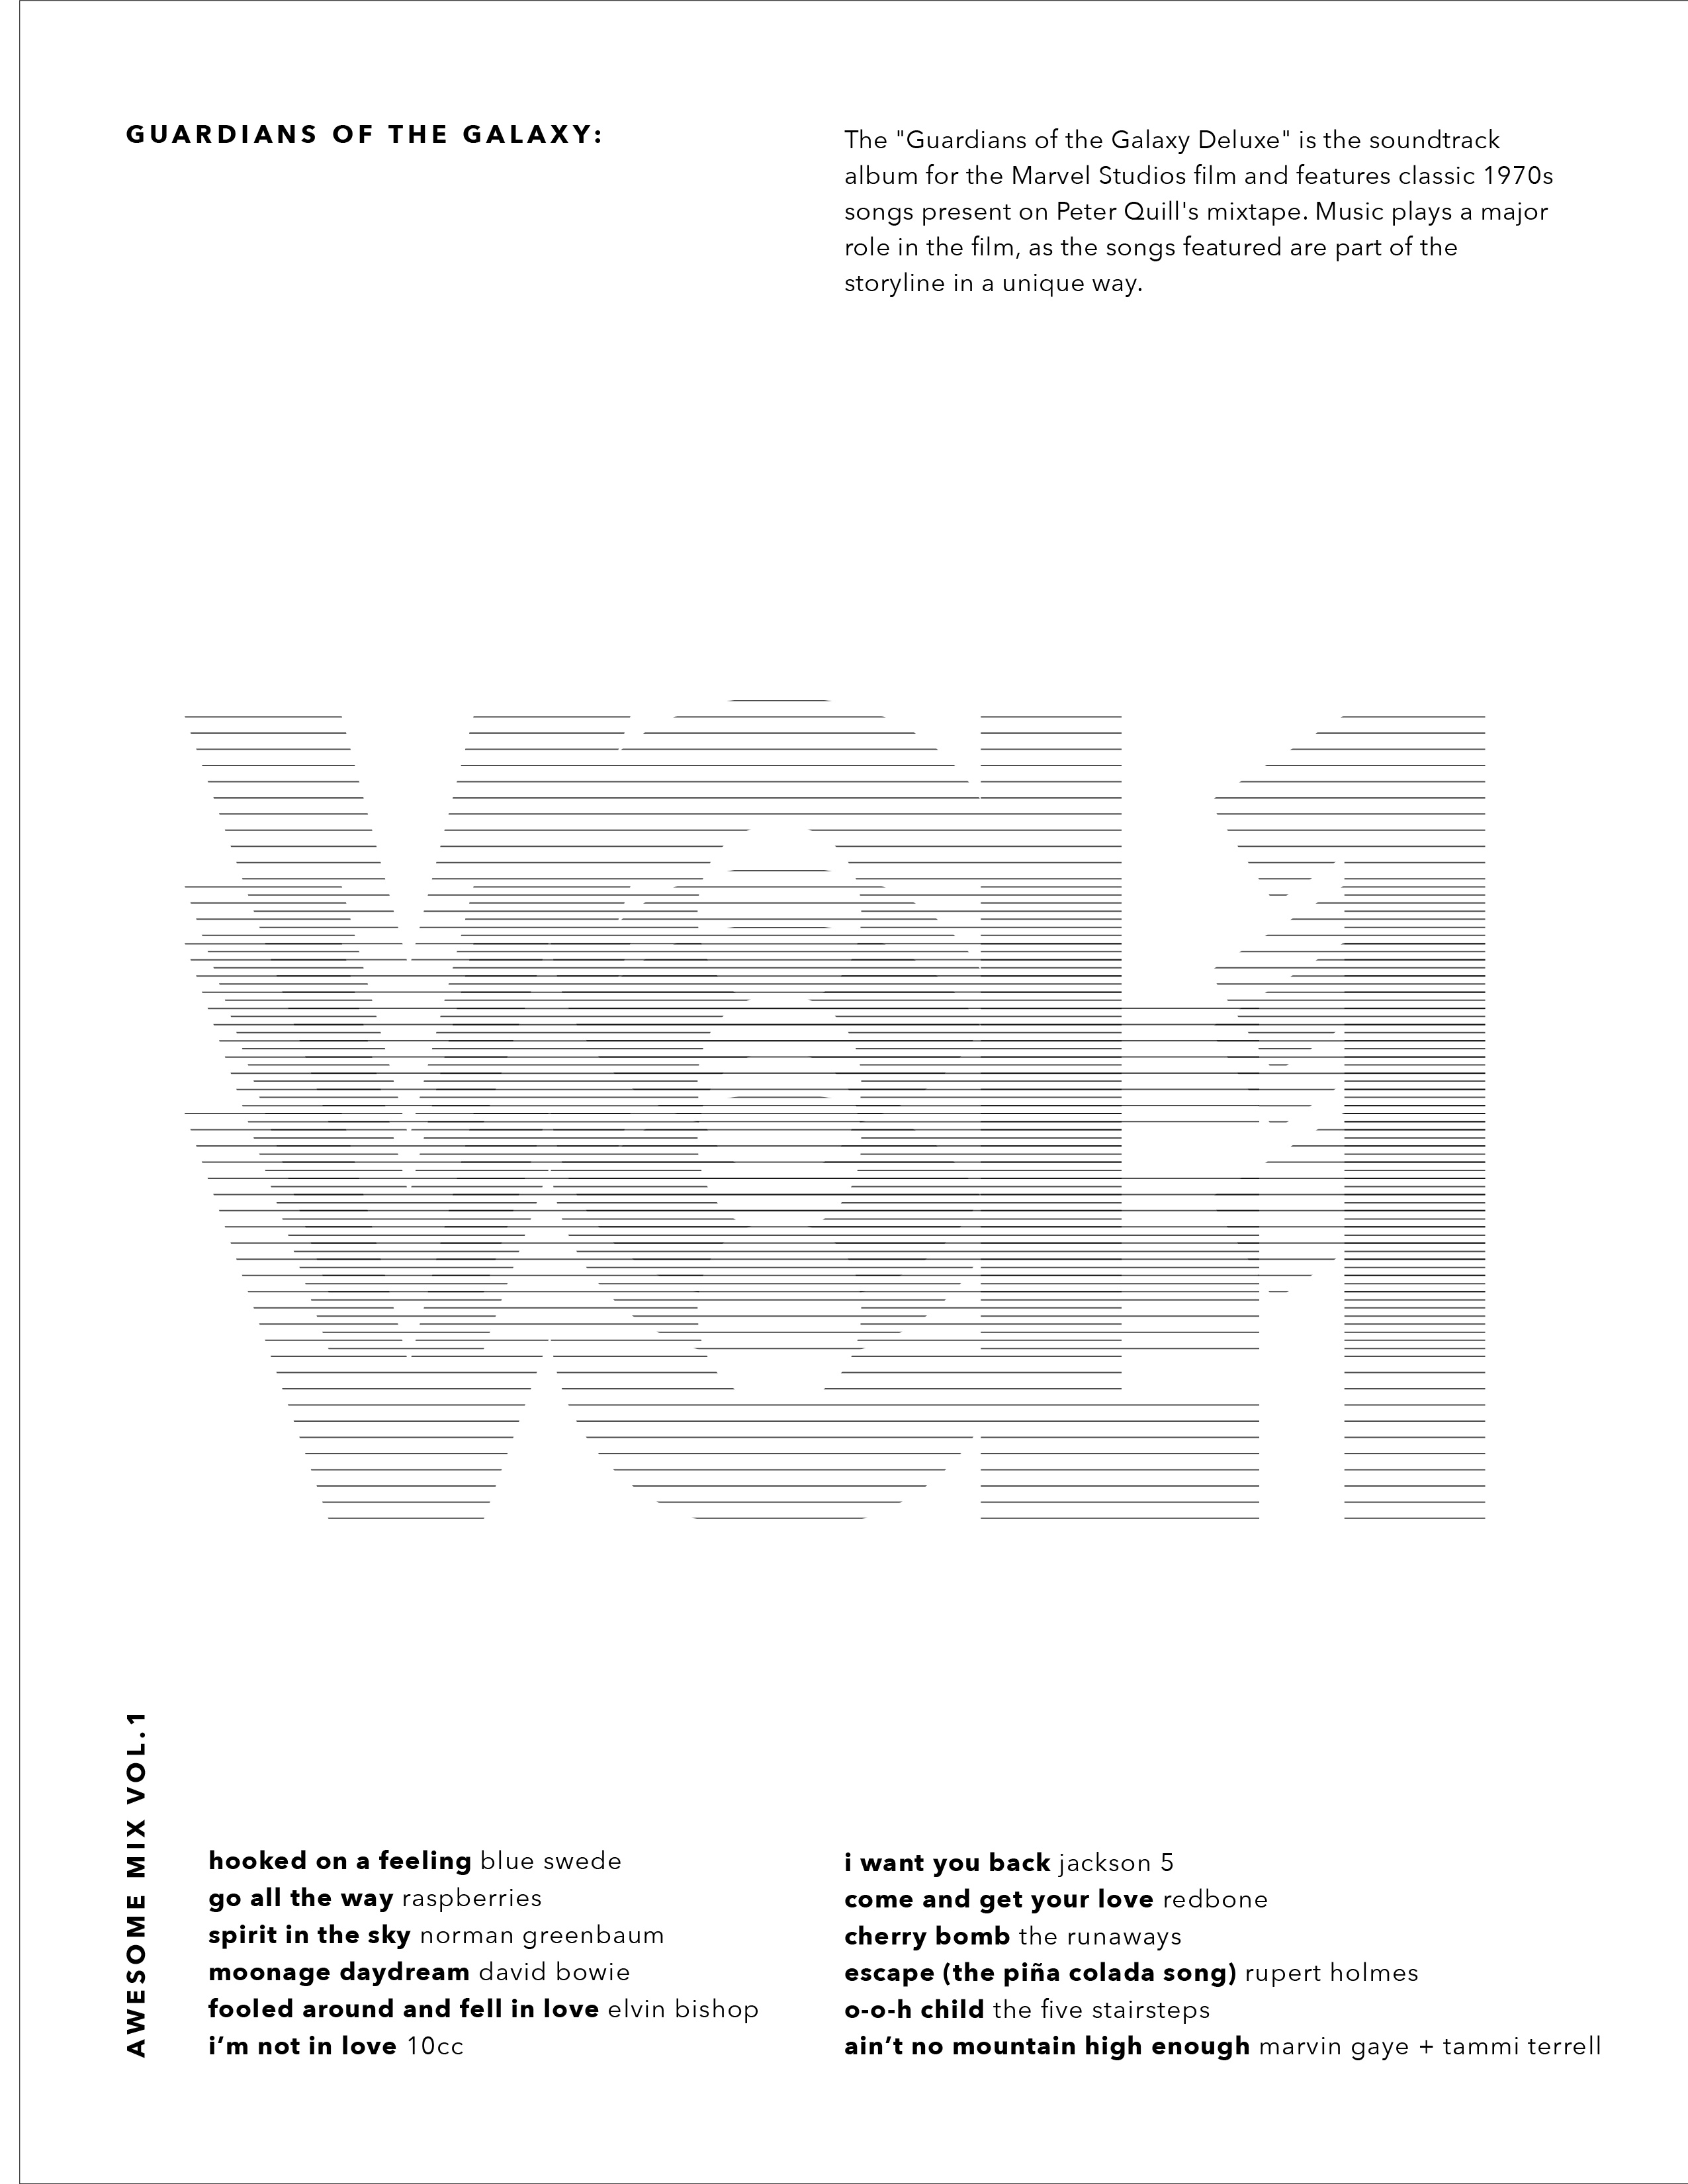 GUARDIANS OF THE GALAXY:
The "Guardians of the Galaxy Deluxe" is the soundtrack
album for the Marvel Studios film and features classic 1970s
songs present on Peter Quill's mixtape. Music plays a major
role in the film, as the songs featured are part of the
storyline in a unique way.
VOL1
AWESOME MIX VOL.1
hooked on a feeling blue swede
go all the way raspberries
spirit in the sky norman greenbaum
moonage daydream david bowie
fooled around and fell in love elvin bishop
i’m not in love 10cc
i want you back jackson 5
come and get your love redbone
cherry bomb the runaways
escape (the piña colada song) rupert holmes
o-o-h child the five stairsteps
ain’t no mountain high enough marvin gaye + tammi terrell